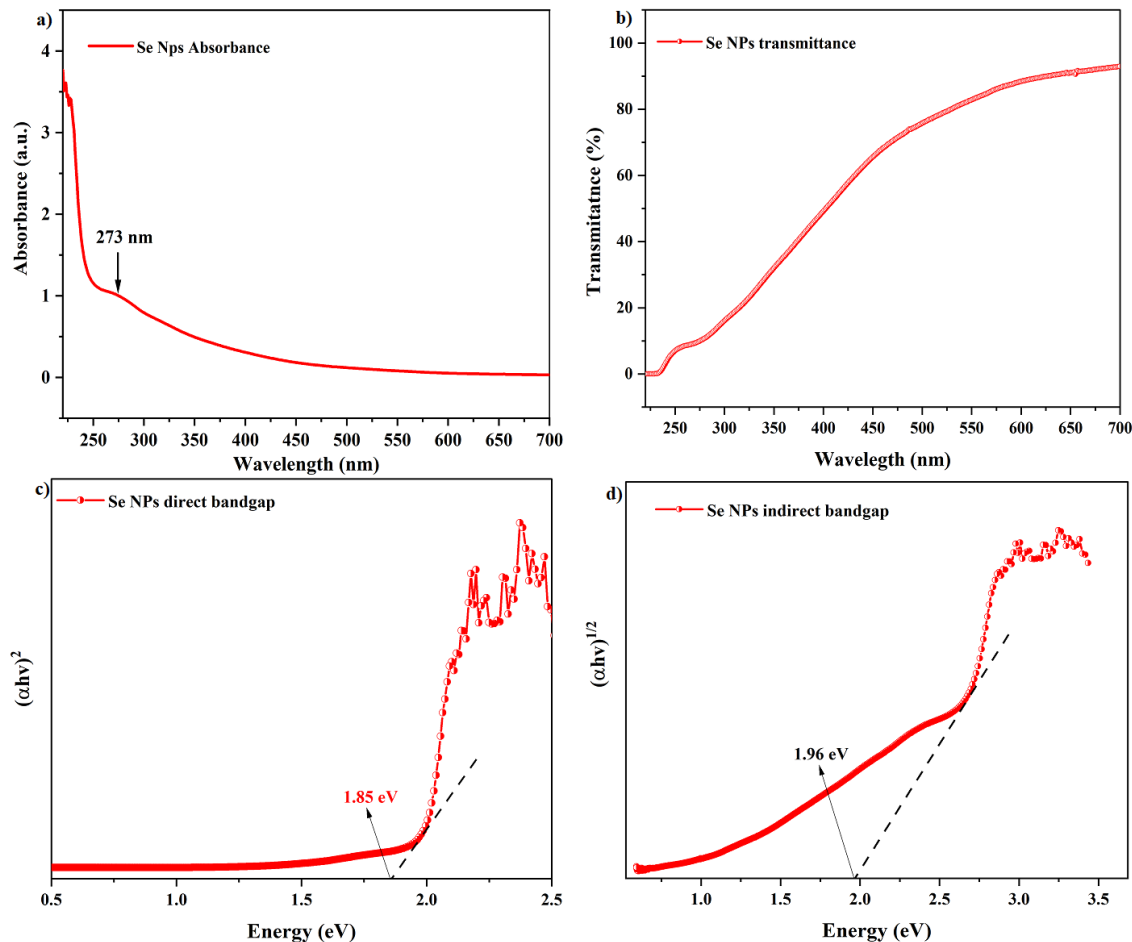 a)
Se Nps Absorbance
4
3
2
1
0
273 nm
Absorbance (a.u.)
250 300 350 400 450 500 550 600 650 700
Wavelength (nm)
b)
Se NPs transmittance
100
80
60
40
20
0
Transmitatnce (%)
250 300 350 400 450 500 550 600 650 700
Wavelegth (nm)
c)
Se NPs direct bandgap
1.85 eV
(αhν)²
0.5 1.0 1.5 2.0 2.5
Energy (eV)
d)
Se NPs indirect bandgap
1.96 eV
(αhν)^1/2
1.0 1.5 2.0 2.5 3.0 3.5
Energy (eV)